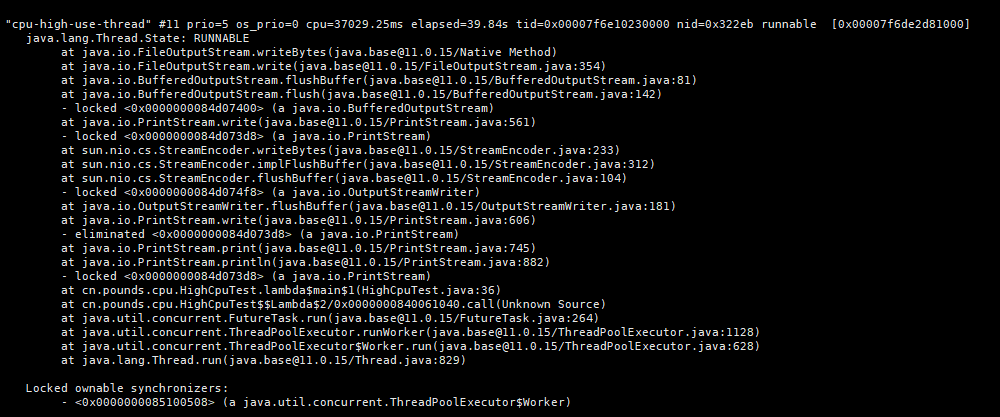 "cpu-high-use-thread" #11 prio=5 os_prio=0 cpu=37029.25ms elapsed=39.84s tid=0x00007f6e10230000 nid=0x322eb runnable  [0x00007f6de2d81000]
   java.lang.Thread.State: RUNNABLE
        at java.io.FileOutputStream.writeBytes(java.base@11.0.15/Native Method)
        at java.io.FileOutputStream.write(java.base@11.0.15/FileOutputStream.java:354)
        at java.io.BufferedOutputStream.flushBuffer(java.base@11.0.15/BufferedOutputStream.java:81)
        at java.io.BufferedOutputStream.flush(java.base@11.0.15/BufferedOutputStream.java:142)
        - locked <0x0000000084d07400> (a java.io.BufferedOutputStream)
        at java.io.PrintStream.write(java.base@11.0.15/PrintStream.java:561)
        - locked <0x0000000084d073d8> (a java.io.PrintStream)
        at sun.nio.cs.StreamEncoder.writeBytes(java.base@11.0.15/StreamEncoder.java:233)
        at sun.nio.cs.StreamEncoder.implFlushBuffer(java.base@11.0.15/StreamEncoder.java:312)
        at sun.nio.cs.StreamEncoder.flushBuffer(java.base@11.0.15/StreamEncoder.java:104)
        - locked <0x0000000084d074f8> (a java.io.OutputStreamWriter)
        at java.io.OutputStreamWriter.flushBuffer(java.base@11.0.15/OutputStreamWriter.java:181)
        at java.io.PrintStream.write(java.base@11.0.15/PrintStream.java:606)
        - eliminated <0x0000000084d073d8> (a java.io.PrintStream)
        at java.io.PrintStream.print(java.base@11.0.15/PrintStream.java:745)
        at java.io.PrintStream.println(java.base@11.0.15/PrintStream.java:882)
        - locked <0x0000000084d073d8> (a java.io.PrintStream)
        at cn.pounds.cpu.HighCpuTest.lambda$main$1(HighCpuTest.java:36)
        at cn.pounds.cpu.HighCpuTest$$Lambda$2/0x0000000840061040.call(Unknown Source)
        at java.util.concurrent.FutureTask.run(java.base@11.0.15/FutureTask.java:264)
        at java.util.concurrent.ThreadPoolExecutor.runWorker(java.base@11.0.15/ThreadPoolExecutor.java:1128)
        at java.util.concurrent.ThreadPoolExecutor$Worker.run(java.base@11.0.15/ThreadPoolExecutor.java:628)
        at java.lang.Thread.run(java.base@11.0.15/Thread.java:829)

   Locked ownable synchronizers:
        - <0x0000000085100508> (a java.util.concurrent.ThreadPoolExecutor$Worker)